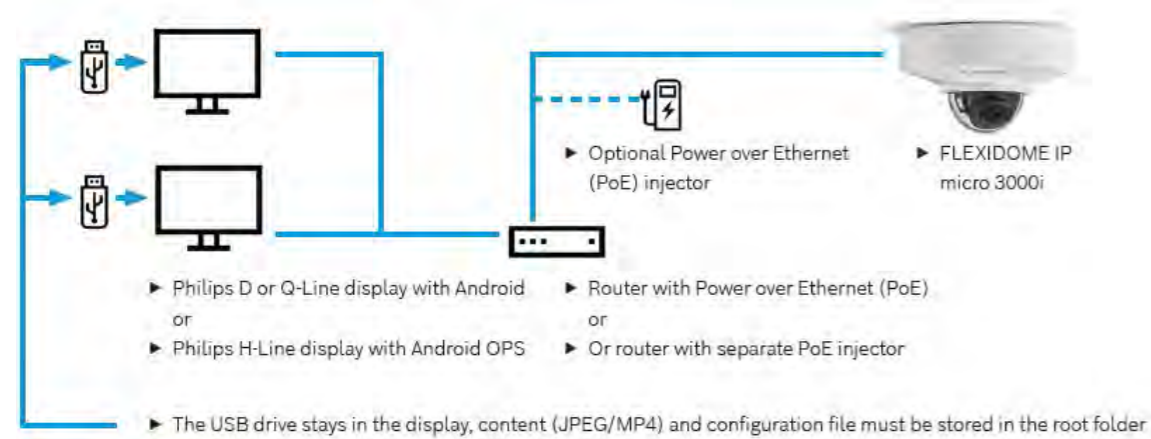 ► Optional Power over Ethernet
(PoE) injector
► FLEXIDOME IP
micro 3000i
► Philips D or Q-Line display with Android
or
► Philips H-Line display with Android OPS
► Router with Power over Ethernet (PoE)
or
► Or router with separate PoE injector
► The USB drive stays in the display, content (JPEG/MP4) and configuration file must be stored in the root folder